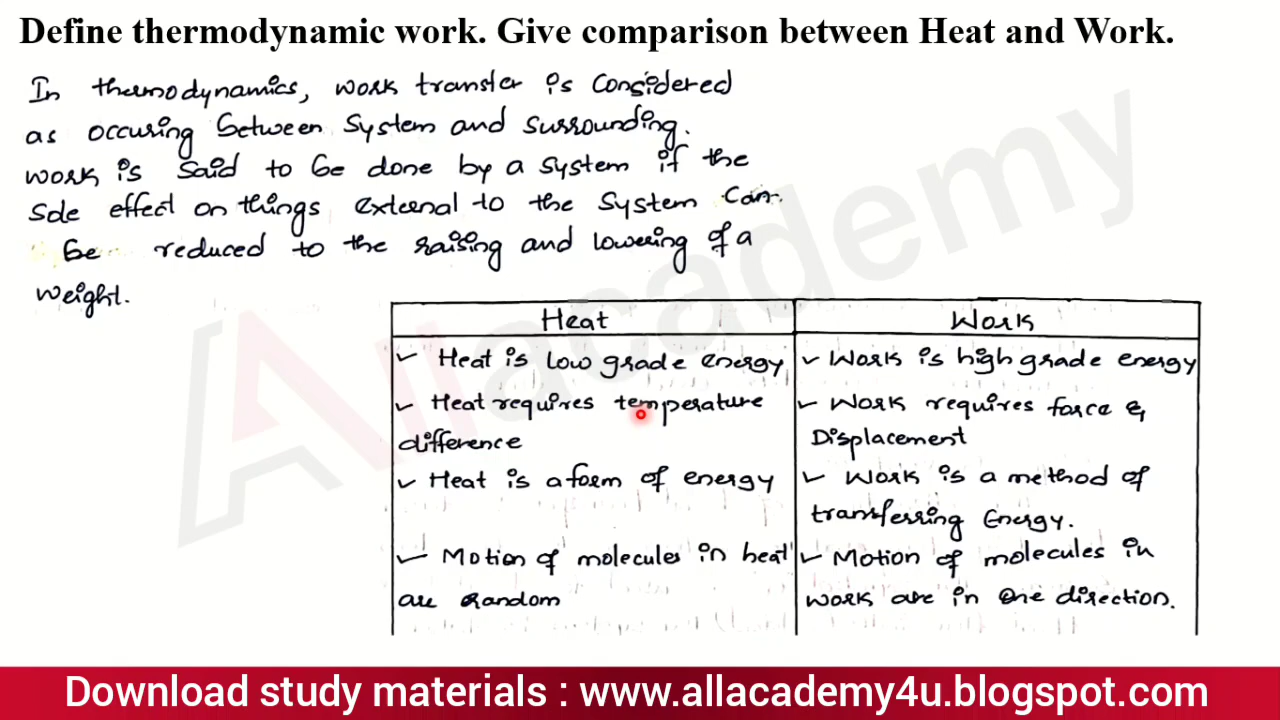 Define thermodynamic work. Give comparison between Heat and Work.
In thermodynamics, work transfer is considered
as occuring between system and surrounding.
work is said to be done by a system if the
sole effect on things external to the system can
be reduced to the raising and lowering of a
weight.
Heat
Work
Heat is low grade energy
Work is high grade energy
Heat requires temperature
difference
Work requires force &
Displacement
Heat is a form of energy
Work is a method of
transferring Energy.
Motion of molecules in heat
are random
Motion of molecules in
work are in one direction.
Allacademy
Download study materials : www.allacademy4u.blogspot.com